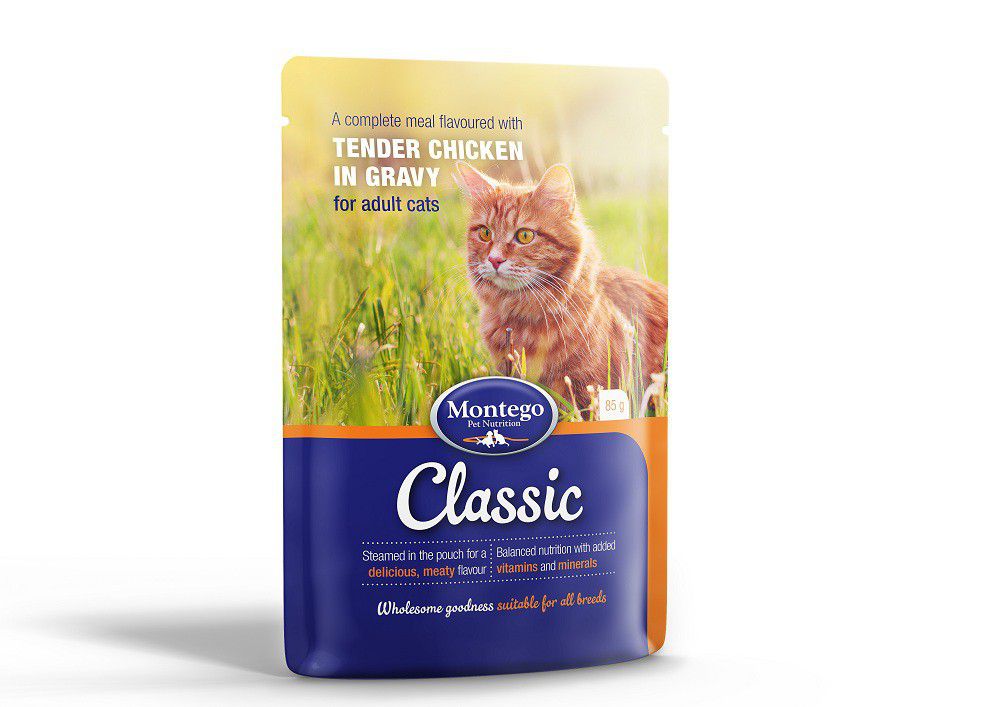 A complete meal flavoured with
TENDER CHICKEN
IN GRAVY
for adult cats
85 g
Montego
Pet Nutrition
Classic
Steamed in the pouch for a
delicious, meaty flavour
Balanced nutrition with added
vitamins and minerals
Wholesome goodness suitable for all breeds